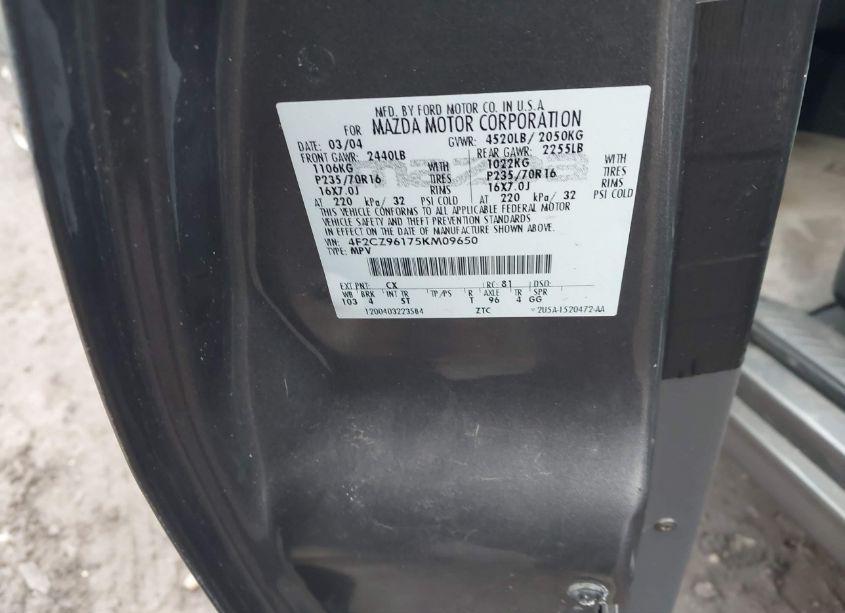 MFD. BY FORD MOTOR CO. IN U.S.A
FOR MAZDA MOTOR CORPORATION
DATE: 03/04 GVWR: 4520LB/ 2050KG
FRONT GAWR: 2440LB REAR GAWR: 2255LB
1106KG WITH 1022KG WITH
P235/70R16 TIRES P235/70R16 TIRES
16X7.0J RIMS 16X7.0J RIMS
AT 220 kPa/ 32 PSI COLD AT 220 kPa/ 32 PSI COLD
THIS VEHICLE CONFORMS TO ALL APPLICABLE FEDERAL MOTOR
VEHICLE SAFETY AND THEFT PREVENTION STANDARDS
IN EFFECT ON THE DATE OF MANUFACTURE SHOWN ABOVE.
VIN: 4F2CZ96175KM09650
TYPE: MPV
EXT PNT: CX RC: 81 DSO:
WB BRK INT TR TP/PS R AXLE TR SPR
103 4 5T T 96 4 GG
1200403223584 ZTC 2U5A-1520472-AA